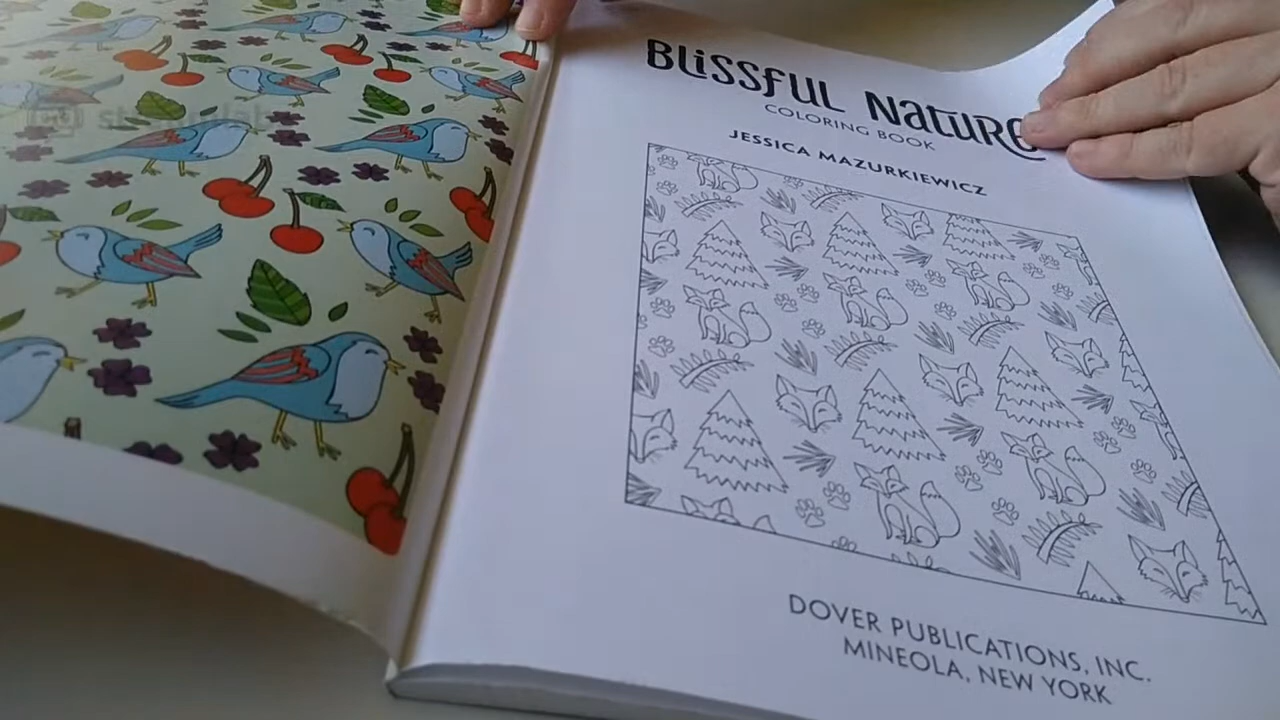 BLiSSFUL NaTURE
COLORING BOOK
JESSICA MAZURKIEWICZ
DOVER PUBLICATIONS, INC.
MINEOLA, NEW YORK